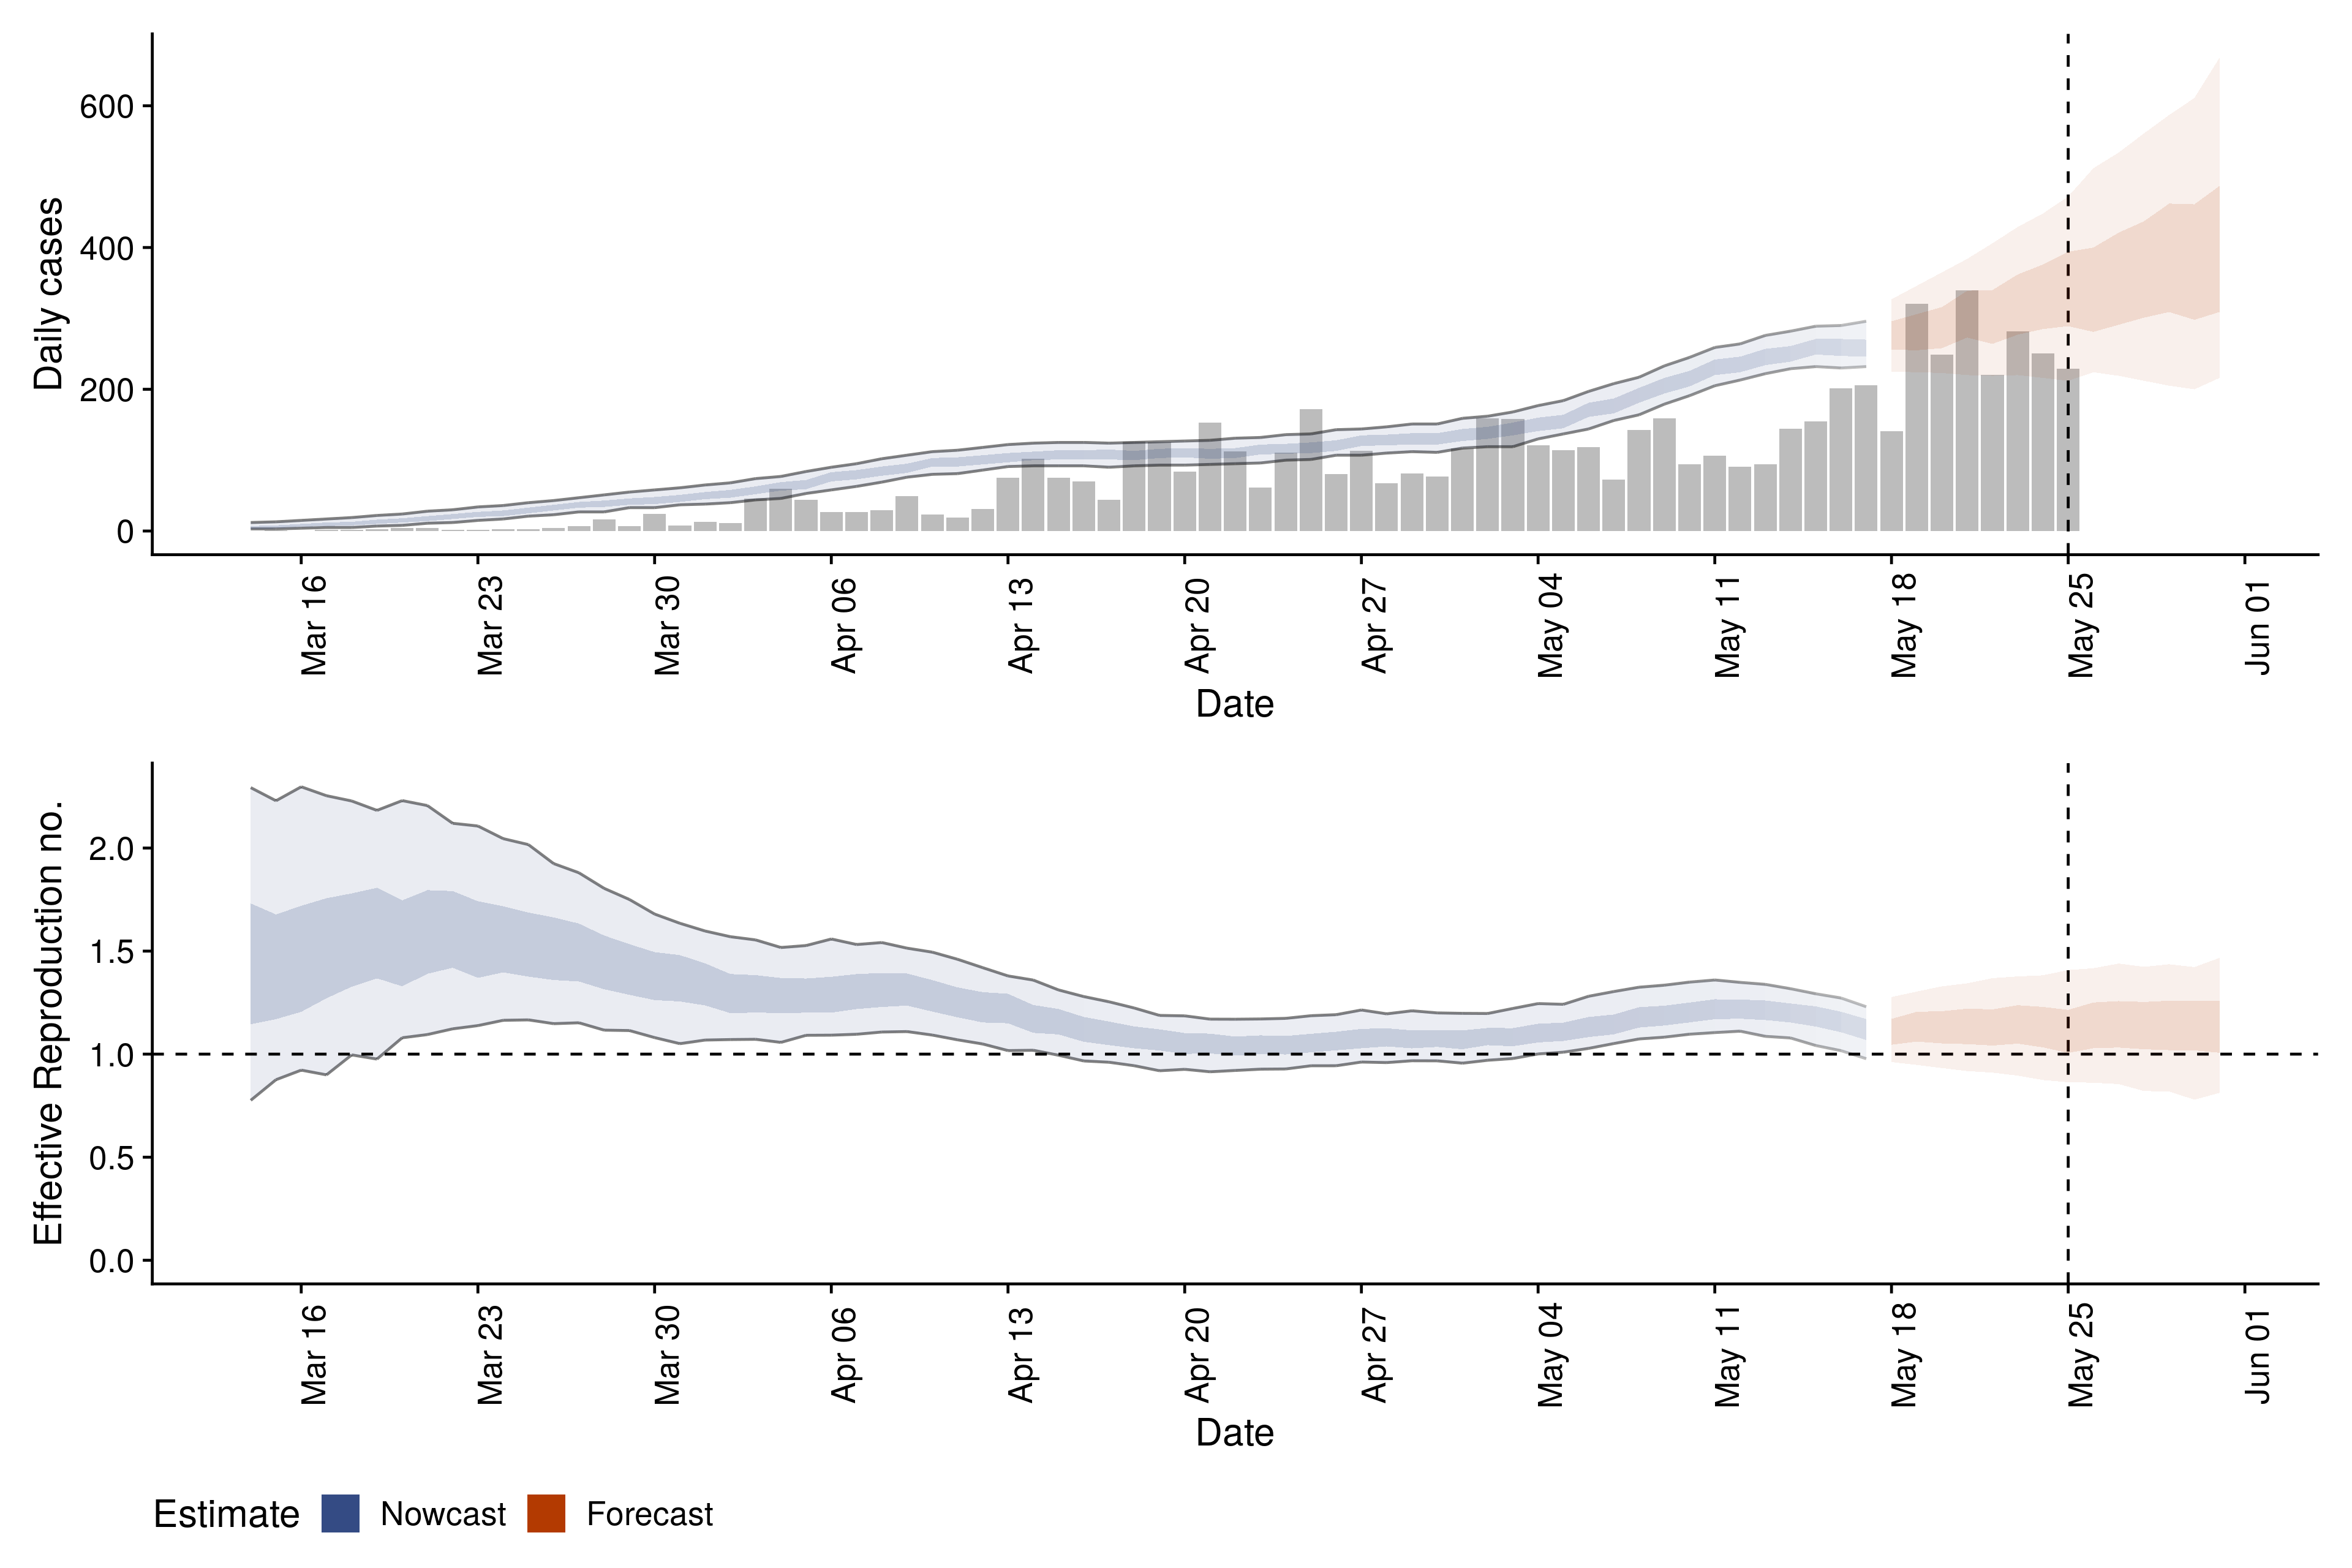 Daily cases
600
400
200
0
Mar 16
Mar 23
Mar 30
Apr 06
Apr 13
Apr 20
Apr 27
May 04
May 11
May 18
May 25
Jun 01
Date
Effective Reproduction no.
2.0
1.5
1.0
0.5
0.0
Mar 16
Mar 23
Mar 30
Apr 06
Apr 13
Apr 20
Apr 27
May 04
May 11
May 18
May 25
Jun 01
Date
Estimate Nowcast Forecast